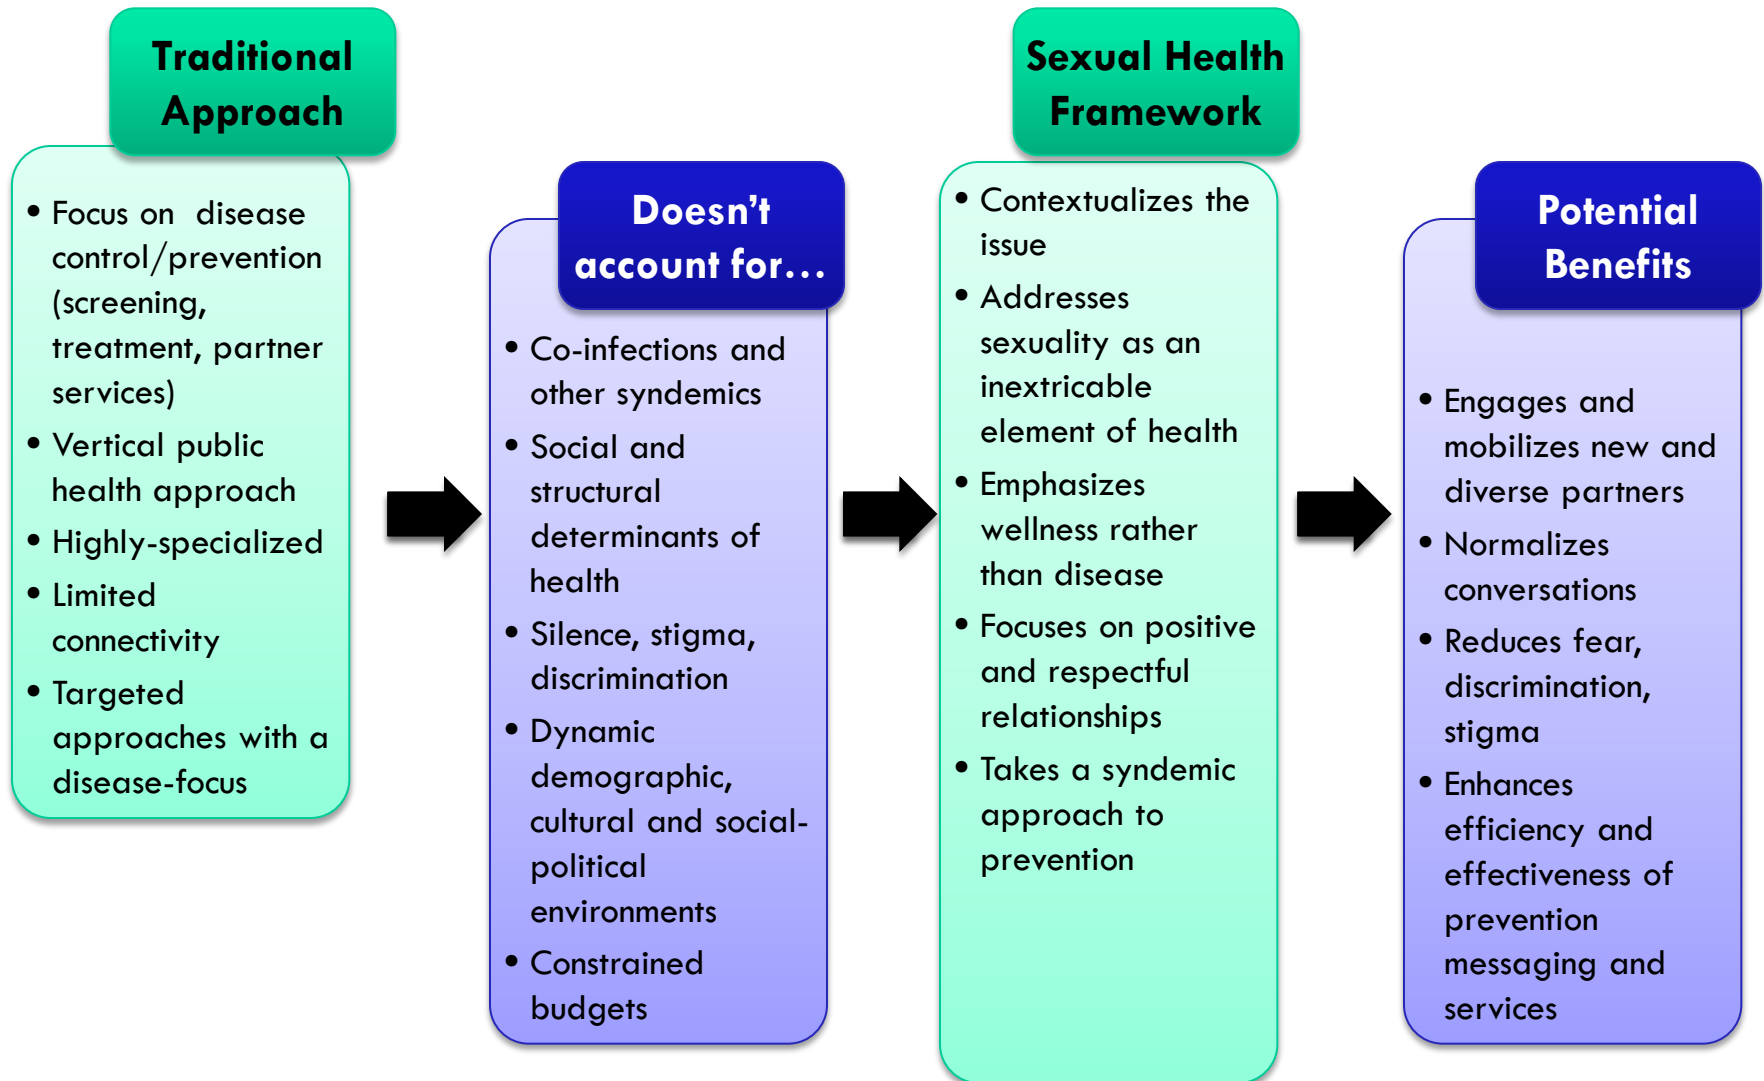 Traditional
Approach
• Focus on disease
control/prevention
(screening,
treatment, partner
services)
• Vertical public
health approach
• Highly-specialized
• Limited
connectivity
• Targeted
approaches with a
disease-focus
Doesn't
account for...
• Co-infections and
other syndemics
• Social and
structural
determinants of
health
• Silence, stigma,
discrimination
• Dynamic
demographic,
cultural and social-
political
environments
• Constrained
budgets
Sexual Health
Framework
• Contextualizes the
issue
• Addresses
sexuality as an
inextricable
element of health
• Emphasizes
wellness rather
than disease
• Focuses on positive
and respectful
relationships
• Takes a syndemic
approach to
prevention
Potential
Benefits
• Engages and
mobilizes new and
diverse partners
• Normalizes
conversations
• Reduces fear,
discrimination,
stigma
• Enhances
efficiency and
effectiveness of
prevention
messaging and
services